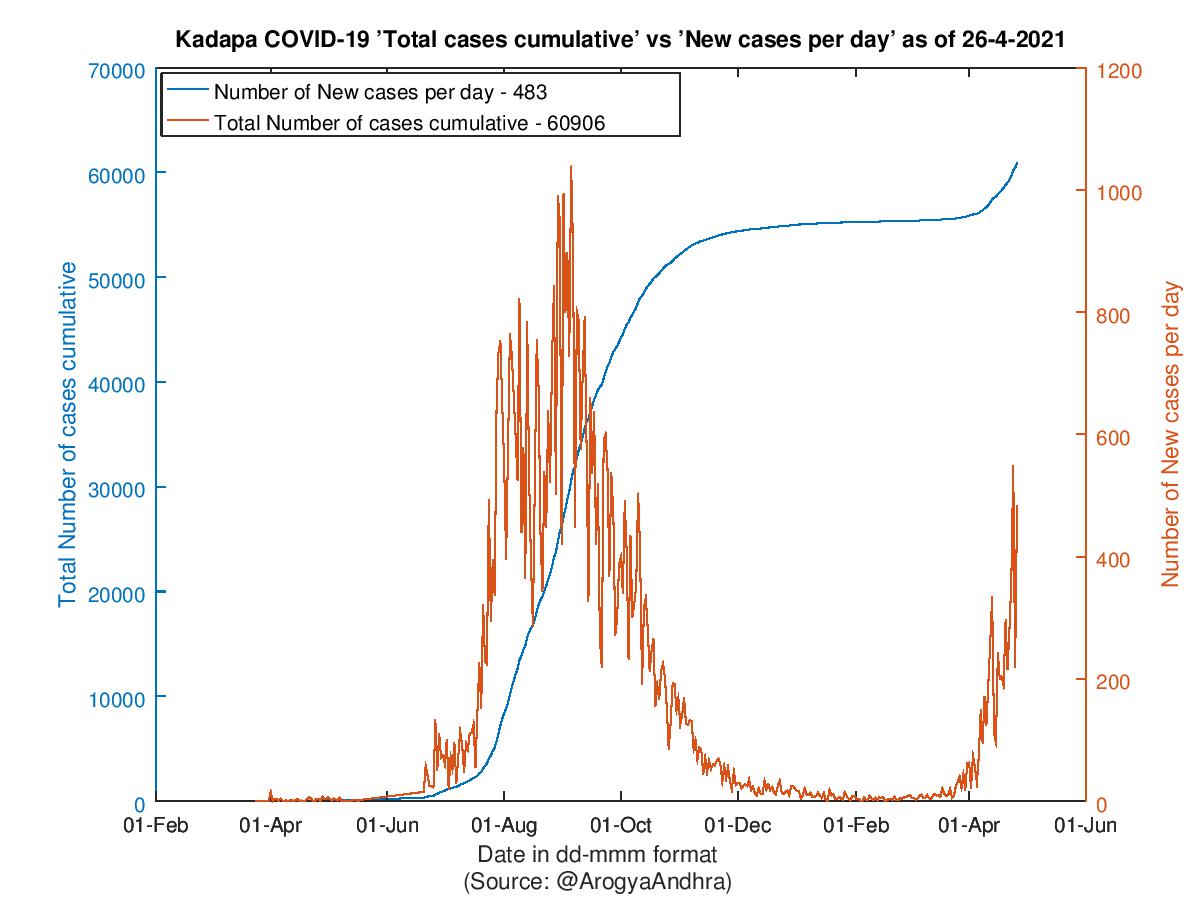 Kadapa COVID-19 ’Total cases cumulative’ vs ’New cases per day’ as of 26-4-2021
Number of New cases per day - 483
Total Number of cases cumulative - 60906
Total Number of cases cumulative
70000
60000
50000
40000
30000
20000
10000
0
Number of New cases per day
1200
1000
800
600
400
200
0
01-Feb 01-Apr 01-Jun 01-Aug 01-Oct 01-Dec 01-Feb 01-Apr 01-Jun
Date in dd-mmm format
(Source: @ArogyaAndhra)